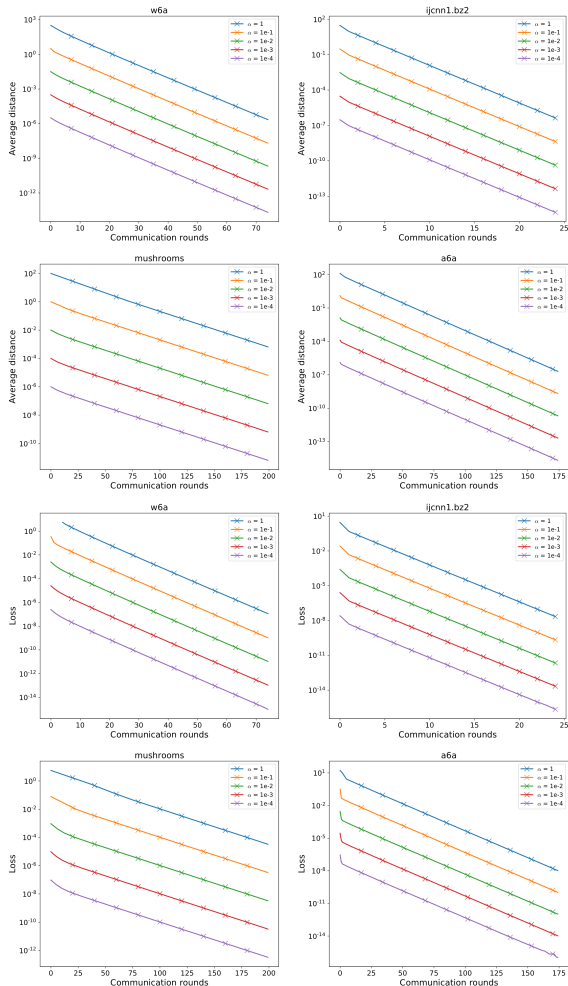 w6a
10^3
10^0
10^-3
10^-6
10^-9
10^-12
Average distance
0 10 20 30 40 50 60 70
Communication rounds
α = 1
α = 1e-1
α = 1e-2
α = 1e-3
α = 1e-4
ijcnn1.bz2
10^2
10^-1
10^-4
10^-7
10^-10
10^-13
Average distance
0 5 10 15 20 25
Communication rounds
α = 1
α = 1e-1
α = 1e-2
α = 1e-3
α = 1e-4
mushrooms
10^2
10^0
10^-2
10^-4
10^-6
10^-8
10^-10
Average distance
0 25 50 75 100 125 150 175 200
Communication rounds
α = 1
α = 1e-1
α = 1e-2
α = 1e-3
α = 1e-4
a6a
10^2
10^-1
10^-4
10^-7
10^-10
10^-13
Average distance
0 25 50 75 100 125 150 175
Communication rounds
α = 1
α = 1e-1
α = 1e-2
α = 1e-3
α = 1e-4
w6a
10^0
10^-2
10^-4
10^-6
10^-8
10^-10
10^-12
10^-14
Loss
0 10 20 30 40 50 60 70
Communication rounds
α = 1
α = 1e-1
α = 1e-2
α = 1e-3
α = 1e-4
ijcnn1.bz2
10^1
10^-2
10^-5
10^-8
10^-11
10^-14
Loss
0 5 10 15 20 25
Communication rounds
α = 1
α = 1e-1
α = 1e-2
α = 1e-3
α = 1e-4
mushrooms
10^0
10^-2
10^-4
10^-6
10^-8
10^-10
10^-12
Loss
0 25 50 75 100 125 150 175 200
Communication rounds
α = 1
α = 1e-1
α = 1e-2
α = 1e-3
α = 1e-4
a6a
10^1
10^-2
10^-5
10^-8
10^-11
10^-14
Loss
0 25 50 75 100 125 150 175
Communication rounds
α = 1
α = 1e-1
α = 1e-2
α = 1e-3
α = 1e-4